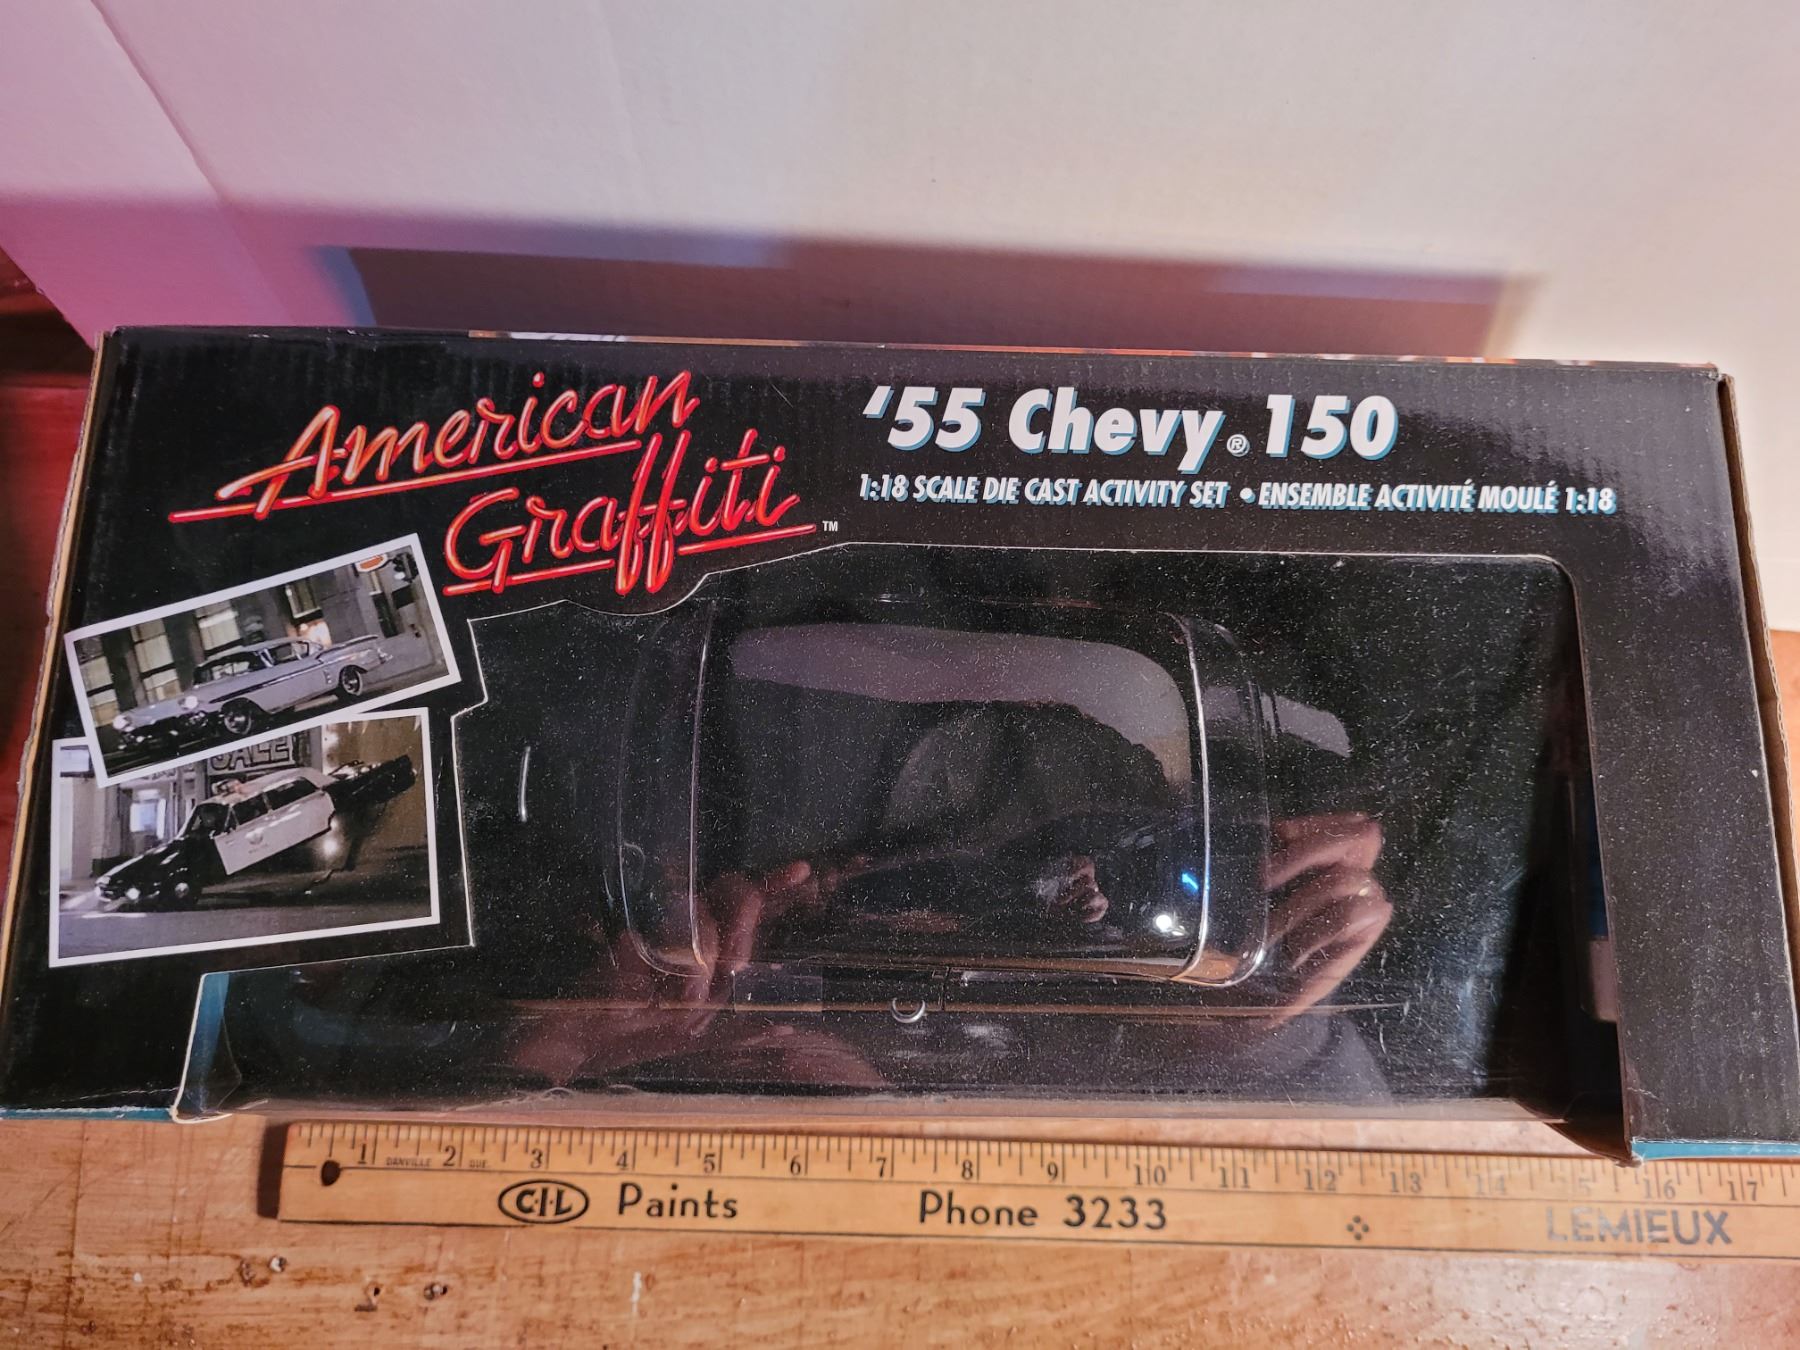 American
Graffiti™
'55 Chevy® 150
1:18 SCALE DIE CAST ACTIVITY SET • ENSEMBLE ACTIVITÉ MOULÉ 1:18
SALE
1 DANVILLE 2 QUE. 3 4 5 6 7 8 9 10 11 12 13 14 15 16 17
C·I·L Paints Phone 3233 LEMIEUX